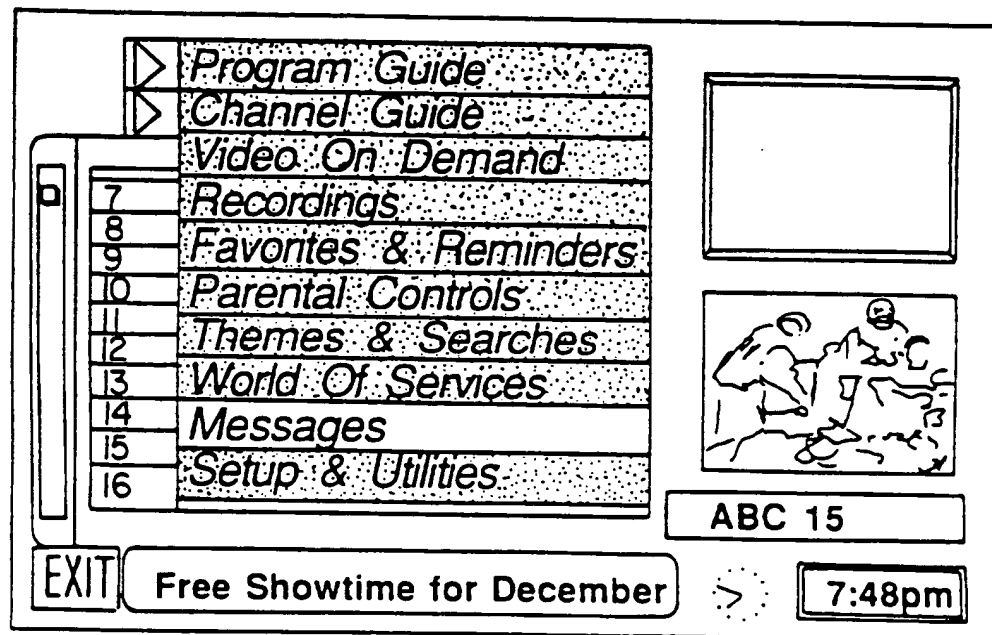 Program Guide
Channel Guide
Video On Demand
7 Recordings
8
9 Favorites & Reminders
10 Parental Controls
11
12 Themes & Searches
13 World Of Services
14 Messages
15
16 Setup & Utilities
ABC 15
EXIT Free Showtime for December 7:48pm